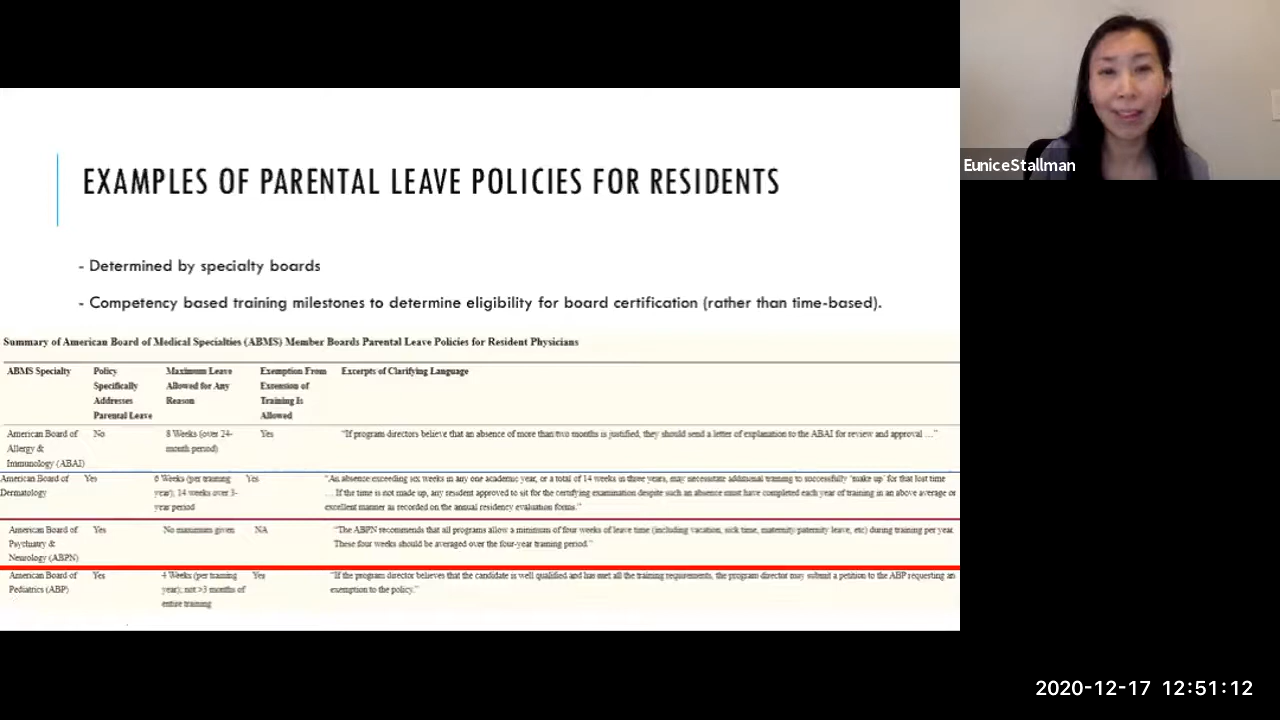 EXAMPLES OF PARENTAL LEAVE POLICIES FOR RESIDENTS
- Determined by specialty boards
- Competency based training milestones to determine eligibility for board certification (rather than time-based).
Summary of American Board of Medical Specialties (ABMS) Member Boards Parental Leave Policies for Resident Physicians
ABMS Specialty Policy Maximum Leave Exemption From Excerpts of Clarifying Language
Specifically Allowed for Any Extension of
Addresses Reason Training Is
Parental Leave Allowed
American Board of No 8 Weeks (over 24- Yes "If program directors believe that an absence of more than two months is justified, they should send a letter of explanation to the ABAI for review and approval …"
Allergy & month period)
Immunology (ABAI)
American Board of Yes 6 Weeks (per training Yes "An absence exceeding six weeks in any one academic year, or a total of 14 weeks in three years, may necessitate additional training to successfully 'make up' for that lost time
Dermatology year); 14 weeks over 3- … If the time is not made up, any resident approved to sit for the certifying examination despite such an absence must have completed each year of training in an above average or
year period excellent manner as recorded on the annual residency evaluation forms."
American Board of Yes No maximum given NA "The ABPN recommends that all programs allow a minimum of four weeks of leave time (including vacation, sick time, maternity/paternity leave, etc) during training per year.
Psychiatry & These four weeks should be averaged over the four-year training period."
Neurology (ABPN)
American Board of Yes 4 Weeks (per training Yes "If the program director believes that the candidate is well qualified and has met all the training requirements, the program director may submit a petition to the ABP requesting an
Pediatrics (ABP) year); not >3 months of exemption to the policy."
entire training
EuniceStallman
2020-12-17 12:51:12